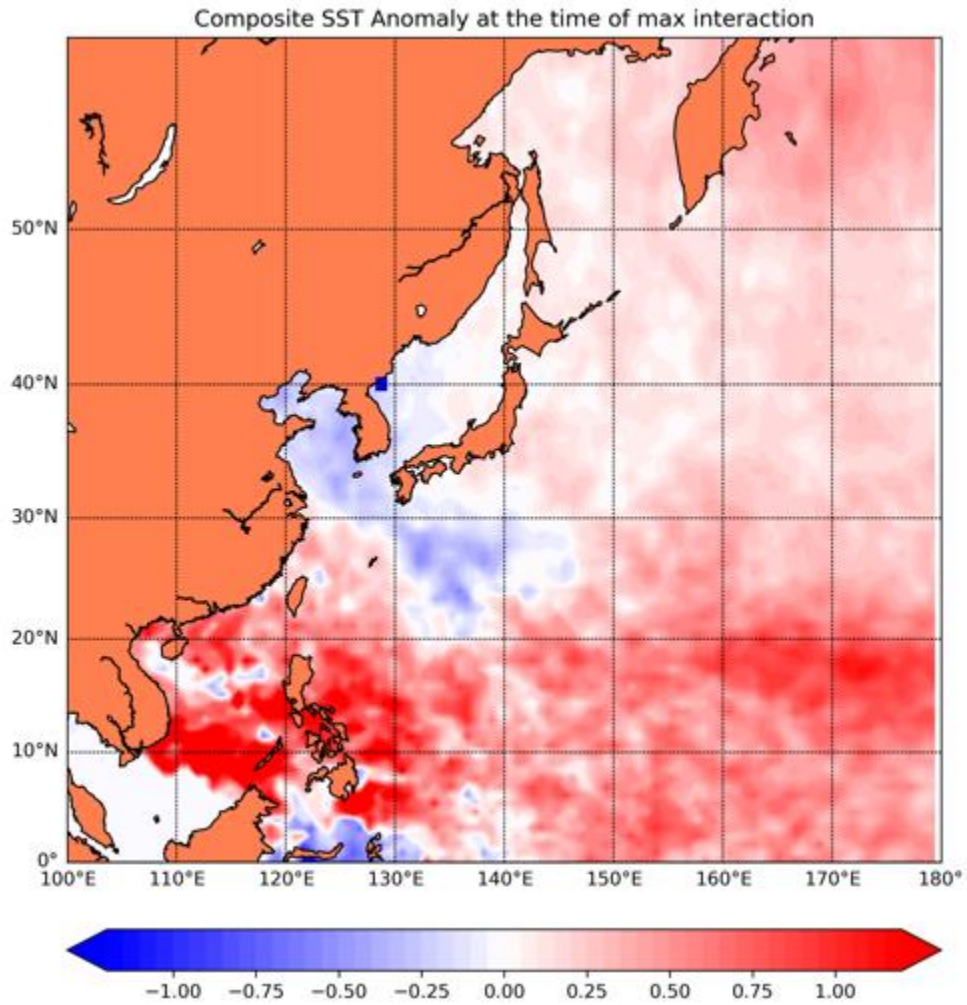 Composite SST Anomaly at the time of max interaction
50°N
40°N
30°N
20°N
10°N
0°
100°E 110°E 120°E 130°E 140°E 150°E 160°E 170°E 180°
−1.00 −0.75 −0.50 −0.25 0.00 0.25 0.50 0.75 1.00